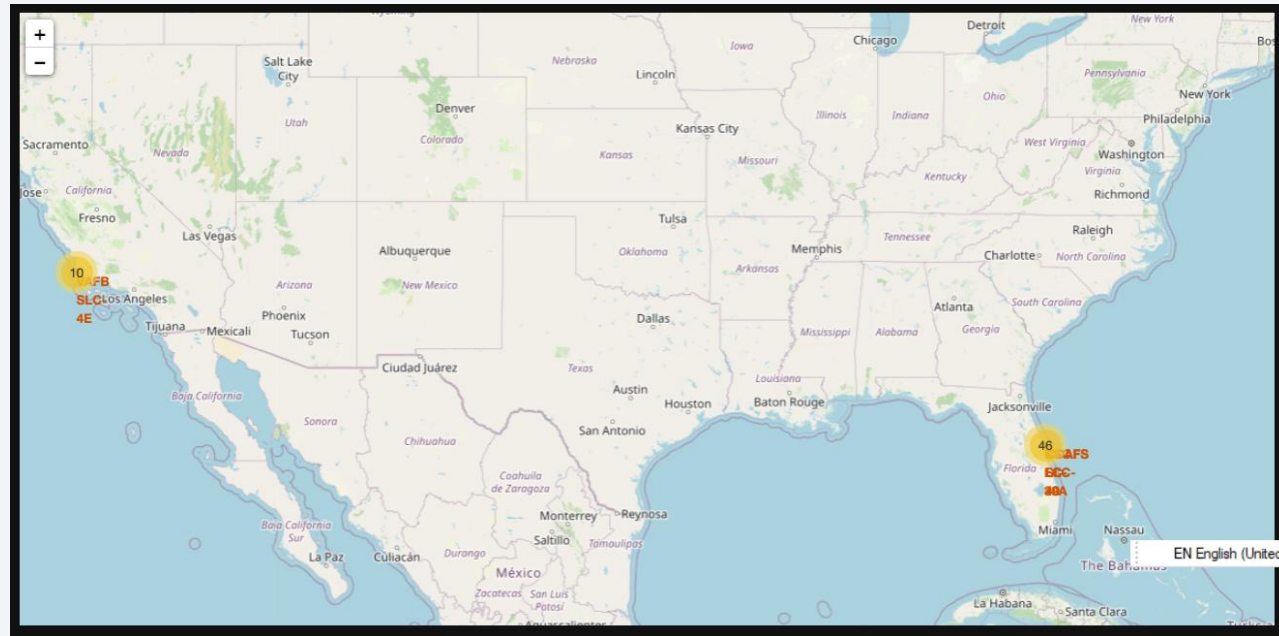 Wyoming
Detroit
New York
Chicago
Bos
+
−
Salt Lake
City
Iowa
Nebraska
Lincoln
Pennsylvania
New York
Denver
Utah
Colorado
Illinois
Indiana
Ohio
Philadelphia
Kansas City
Sacramento
Nevada
Kansas
Missouri
West Virginia
Washington
Virginia
Kentucky
Richmond
Jose
California
Fresno
Las Vegas
Tulsa
Raleigh
Albuquerque
Oklahoma
Memphis
Tennessee
Charlotte
North Carolina
10
VAFB
SLC-
4E
Los Angeles
Arizona
New Mexico
Arkansas
Phoenix
Tucson
Tijuana
Mexicali
Dallas
Mississippi
Alabama
Atlanta
Georgia
South Carolina
Ciudad Juárez
Texas
Louisiana
Baja California
Sonora
Chihuahua
Austin
Houston
Baton Rouge
San Antonio
Jacksonville
46
Florida
Coahuila
de Zaragoza
Monterrey
Reynosa
Saltillo
Tamaulipas
Miami
Nassau
Baja California
Sur
La Paz
Culiacán
Durango
México
Zacatecas
San Luis
Potosí
EN English (United
The Bahamas
La Habana
Santa Clara
Aguascalientes